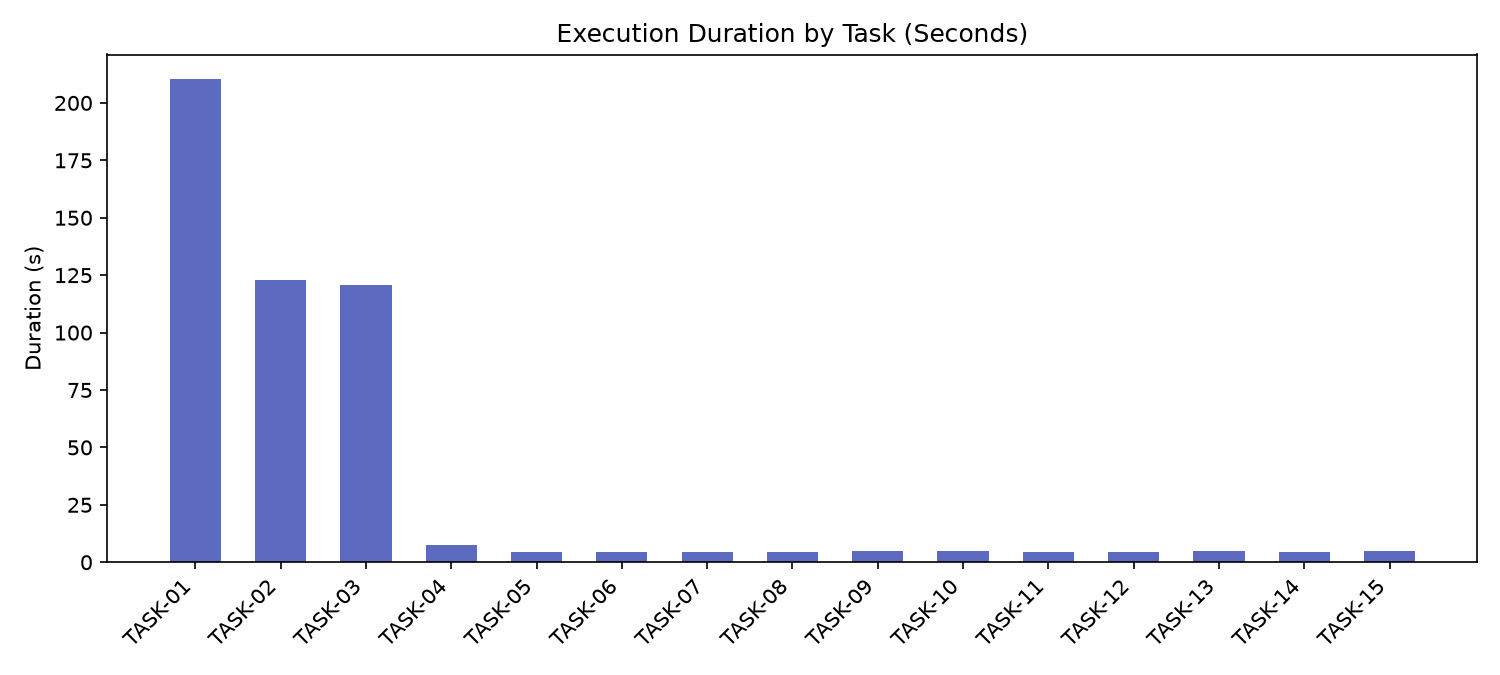 Execution Duration by Task (Seconds)
Duration (s)
200
175
150
125
100
75
50
25
0
TASK-01
TASK-02
TASK-03
TASK-04
TASK-05
TASK-06
TASK-07
TASK-08
TASK-09
TASK-10
TASK-11
TASK-12
TASK-13
TASK-14
TASK-15